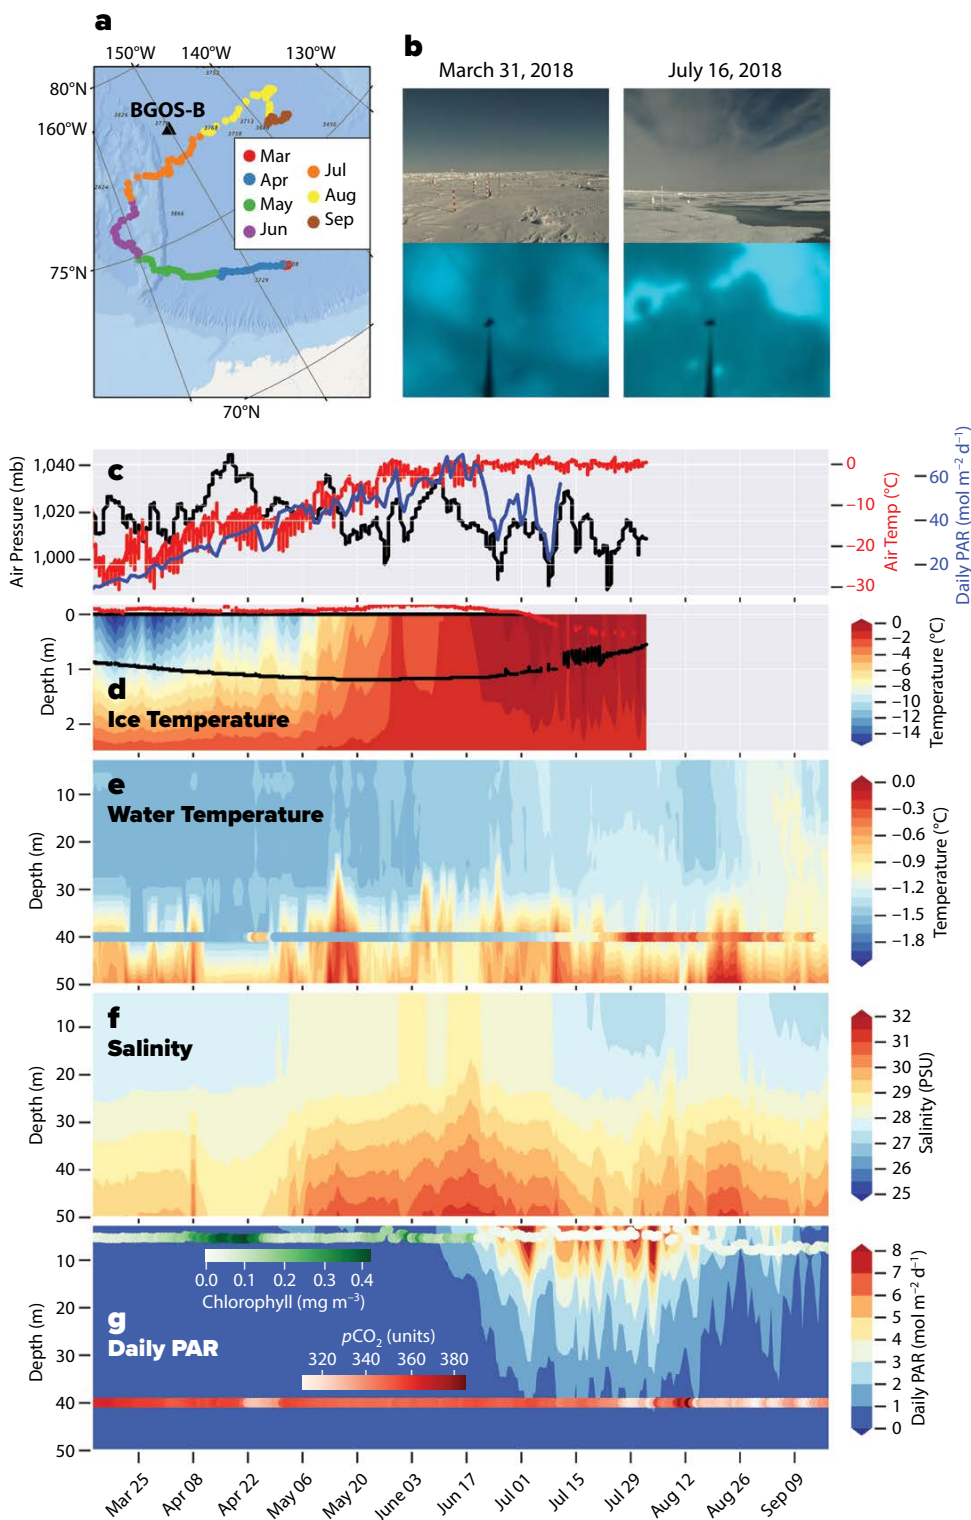 a
150°W 140°W 130°W
80°N
160°W
75°N
70°N
BGOS-B
3752
3713
3768
3758
3866
3729
2624
Mar
Apr
May
Jun
Jul
Aug
Sep
b
March 31, 2018 July 16, 2018
c
Air Pressure (mb)
1,040
1,020
1,000
0
−10
−20
−30
Air Temp (°C)
60
40
20
Daily PAR (mol m−2 d−1)
d
Ice Temperature
Depth (m)
0
1
2
0
−2
−4
−6
−8
−10
−12
−14
Temperature (°C)
e
Water Temperature
Depth (m)
10
20
30
40
50
0.0
−0.3
−0.6
−0.9
−1.2
−1.5
−1.8
Temperature (°C)
f
Salinity
Depth (m)
10
20
30
40
50
32
31
30
29
28
27
26
25
Salinity (PSU)
g
Daily PAR
Depth (m)
10
20
30
40
50
0.0 0.1 0.2 0.3 0.4
Chlorophyll (mg m−3)
pCO2 (units)
320 340 360 380
8
7
6
5
4
3
2
1
0
Daily PAR (mol m−2 d−1)
Mar 25 Apr 08 Apr 22 May 06 May 20 June 03 Jun 17 Jul 01 Jul 15 Jul 29 Aug 12 Aug 26 Sep 09